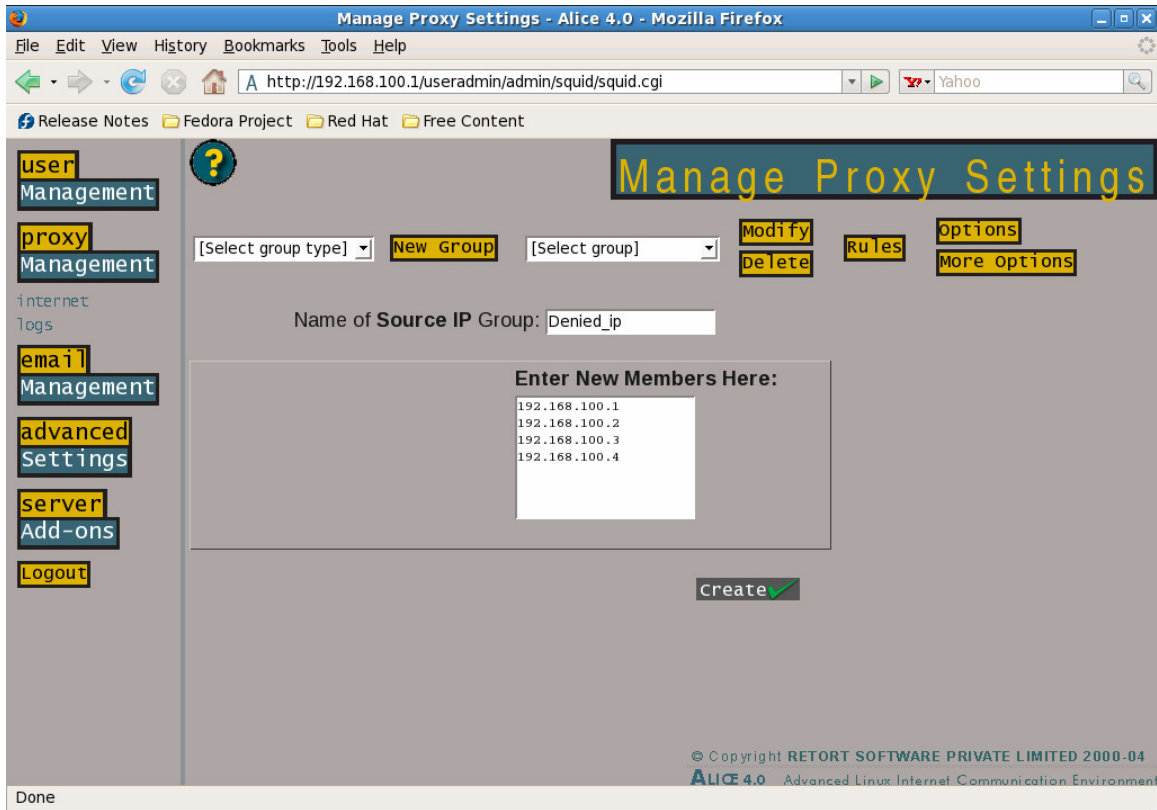 Manage Proxy Settings - Alice 4.0 - Mozilla Firefox
File Edit View History Bookmarks Tools Help
http://192.168.100.1/useradmin/admin/squid/squid.cgi
Yahoo
Release Notes Fedora Project Red Hat Free Content
user
Management
proxy
Management
internet
logs
email
Management
advanced
Settings
server
Add-ons
Logout
?
Manage Proxy Settings
[Select group type] New Group [Select group] Modify Delete Rules Options More Options
Name of Source IP Group: Denied_ip
Enter New Members Here:
192.168.100.1
192.168.100.2
192.168.100.3
192.168.100.4
Create
© Copyright RETORT SOFTWARE PRIVATE LIMITED 2000-04
ALICE 4.0 Advanced Linux Internet Communication Environment
Done